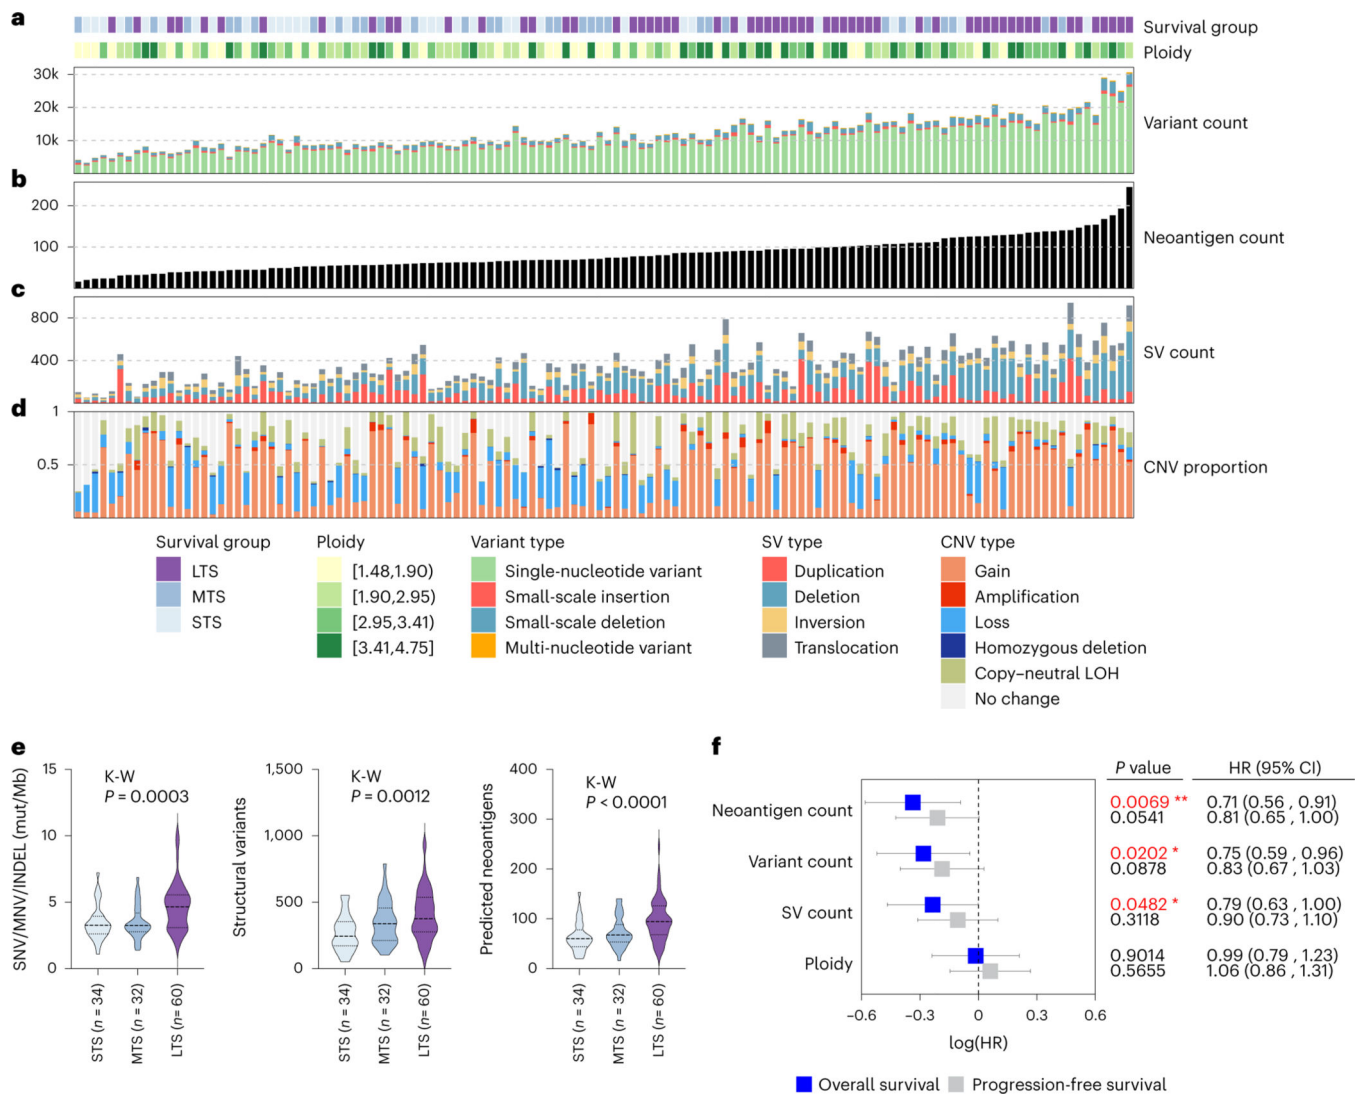 a
Survival group
Ploidy
30k
20k
10k
Variant count
b
200
100
Neoantigen count
c
800
400
SV count
d
1
0.5
CNV proportion
Survival group
LTS
MTS
STS
Ploidy
[1.48,1.90)
[1.90,2.95)
[2.95,3.41)
[3.41,4.75]
Variant type
Single-nucleotide variant
Small-scale insertion
Small-scale deletion
Multi-nucleotide variant
SV type
Duplication
Deletion
Inversion
Translocation
CNV type
Gain
Amplification
Loss
Homozygous deletion
Copy–neutral LOH
No change
e
SNV/MNV/INDEL (mut/Mb)
15
10
5
0
K-W
P = 0.0003
STS (n = 34)
MTS (n = 32)
LTS (n = 60)
Structural variants
1,500
1,000
500
0
K-W
P = 0.0012
STS (n = 34)
MTS (n = 32)
LTS (n= 60)
Predicted neoantigens
400
300
200
100
0
K-W
P < 0.0001
STS (n = 34)
MTS (n = 32)
LTS (n= 60)
f
P value HR (95% CI)
Neoantigen count
0.0069 ** 0.71 (0.56 , 0.91)
0.0541 0.81 (0.65 , 1.00)
Variant count
0.0202 * 0.75 (0.59 , 0.96)
0.0878 0.83 (0.67 , 1.03)
SV count
0.0482 * 0.79 (0.63 , 1.00)
0.3118 0.90 (0.73 , 1.10)
Ploidy
0.9014 0.99 (0.79 , 1.23)
0.5655 1.06 (0.86 , 1.31)
−0.6 −0.3 0 0.3 0.6
log(HR)
Overall survival Progression-free survival